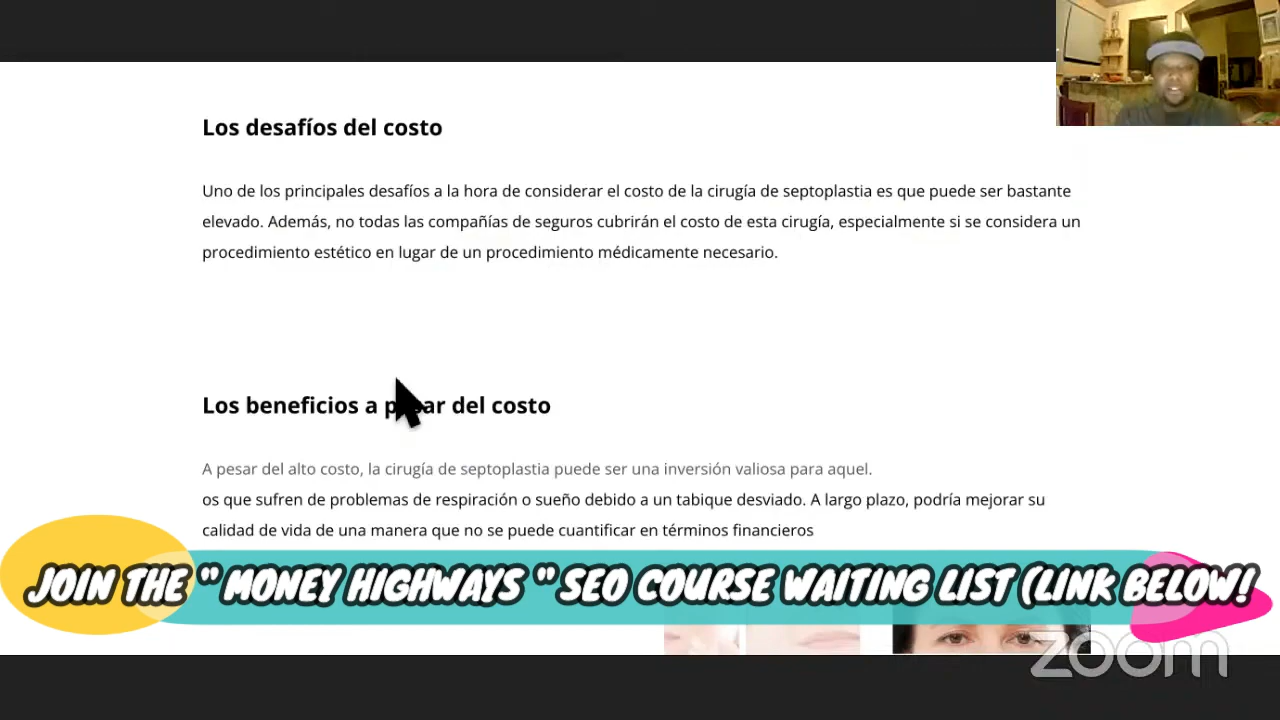 Los desafíos del costo
Uno de los principales desafíos a la hora de considerar el costo de la cirugía de septoplastia es que puede ser bastante
elevado. Además, no todas las compañías de seguros cubrirán el costo de esta cirugía, especialmente si se considera un
procedimiento estético en lugar de un procedimiento médicamente necesario.
Los beneficios a pesar del costo
A pesar del alto costo, la cirugía de septoplastia puede ser una inversión valiosa para aquel.
os que sufren de problemas de respiración o sueño debido a un tabique desviado. A largo plazo, podría mejorar su
calidad de vida de una manera que no se puede cuantificar en términos financieros
JOIN THE " MONEY HIGHWAYS " SEO COURSE WAITING LIST (LINK BELOW!
zoom